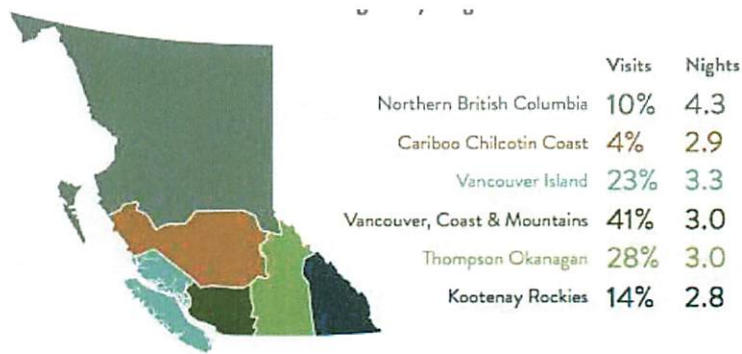 Visits Nights
Northern British Columbia 10% 4.3
Cariboo Chilcotin Coast 4% 2.9
Vancouver Island 23% 3.3
Vancouver, Coast & Mountains 41% 3.0
Thompson Okanagan 28% 3.0
Kootenay Rockies 14% 2.8